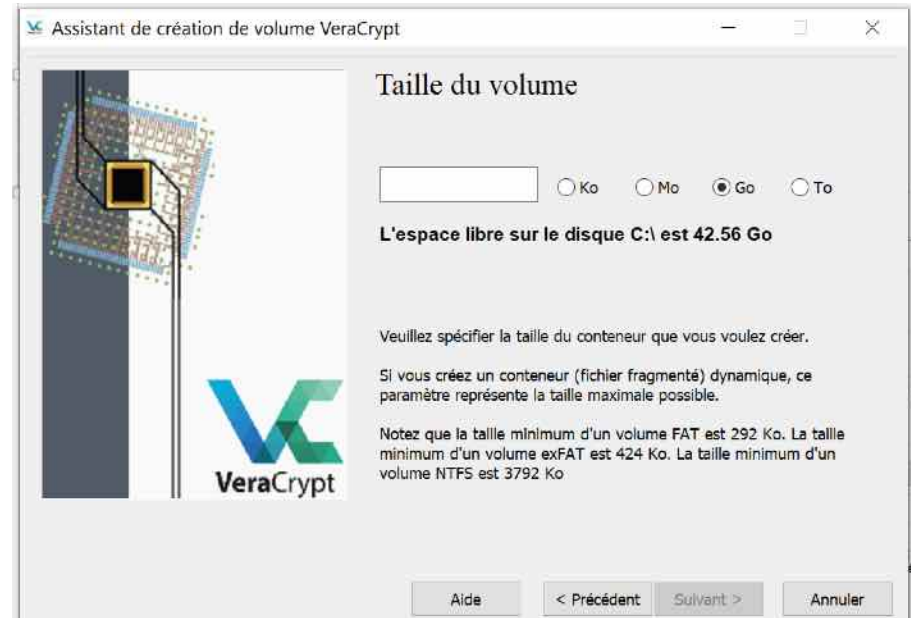 Assistant de création de volume VeraCrypt
Taille du volume
Ko Mo Go To
L'espace libre sur le disque C:\ est 42.56 Go
Veuillez spécifier la taille du conteneur que vous voulez créer.
Si vous créez un conteneur (fichier fragmenté) dynamique, ce
paramètre représente la taille maximale possible.
Notez que la taille minimum d'un volume FAT est 292 Ko. La taille
minimum d'un volume exFAT est 424 Ko. La taille minimum d'un
volume NTFS est 3792 Ko
VeraCrypt
Aide < Précédent Suivant > Annuler